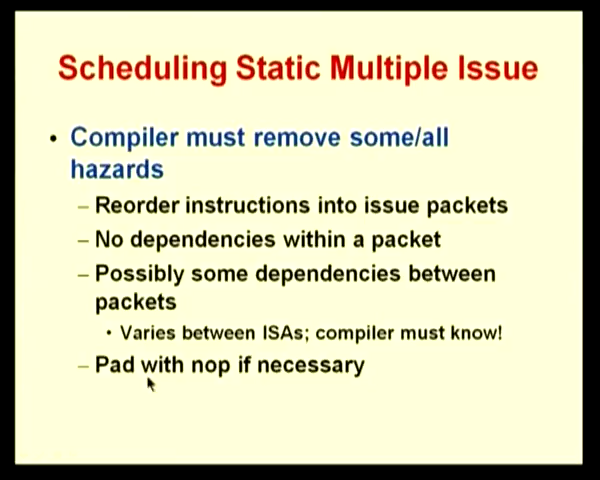 Scheduling Static Multiple Issue
• Compiler must remove some/all
hazards
– Reorder instructions into issue packets
– No dependencies within a packet
– Possibly some dependencies between
packets
• Varies between ISAs; compiler must know!
– Pad with nop if necessary